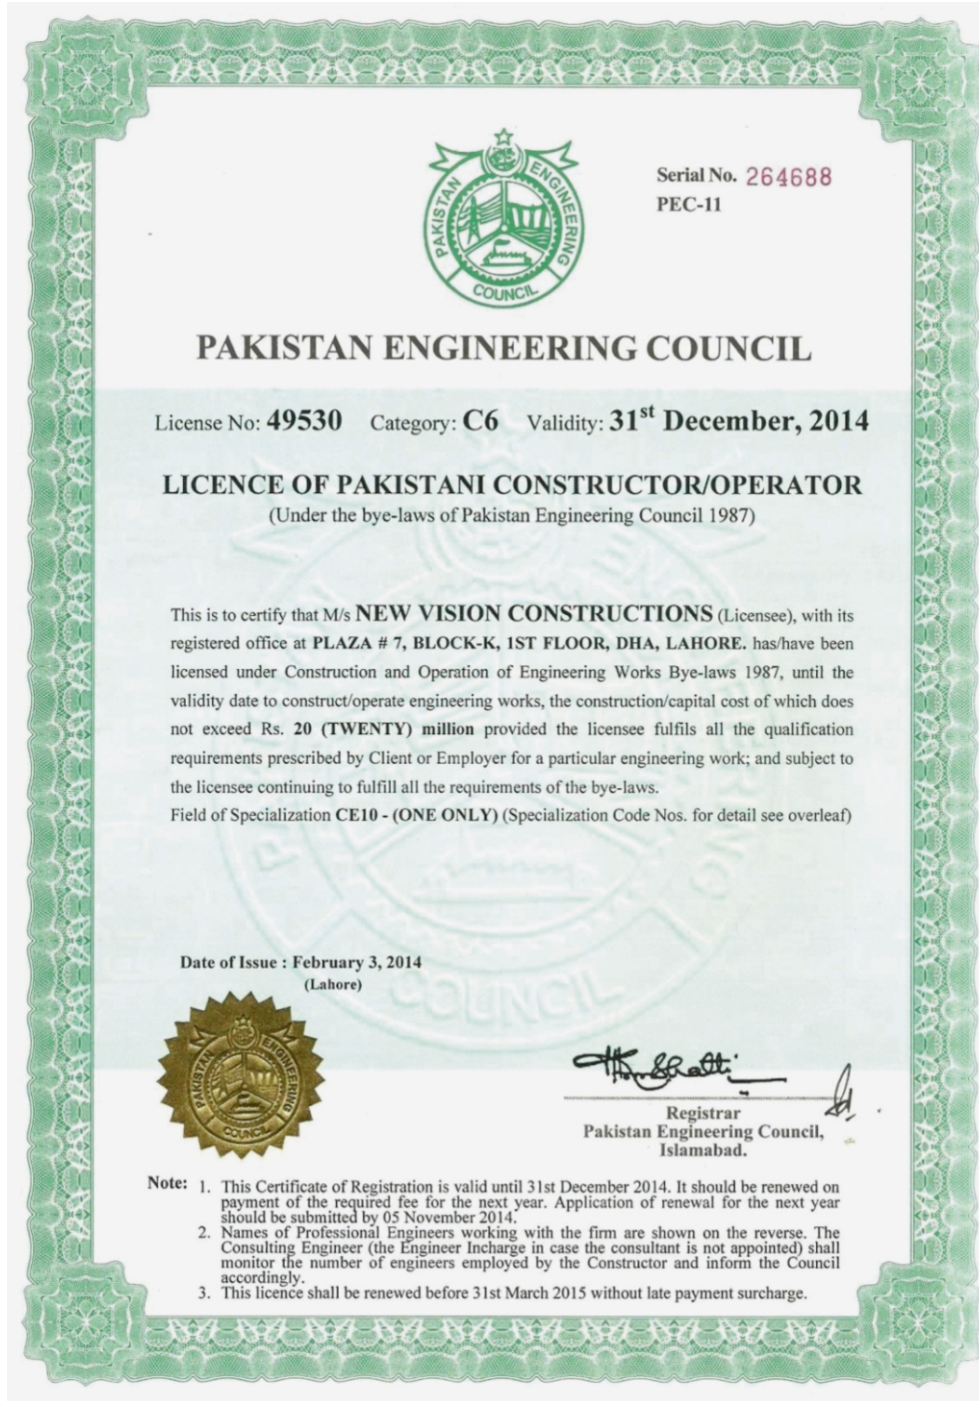 PAKISTAN ENGINEERING
COUNCIL
Serial No. 264688
PEC-11
PAKISTAN ENGINEERING COUNCIL
License No: 49530 Category: C6 Validity: 31st December, 2014
LICENCE OF PAKISTANI CONSTRUCTOR/OPERATOR
(Under the bye-laws of Pakistan Engineering Council 1987)
This is to certify that M/s NEW VISION CONSTRUCTIONS (Licensee), with its
registered office at PLAZA # 7, BLOCK-K, 1ST FLOOR, DHA, LAHORE. has/have been
licensed under Construction and Operation of Engineering Works Bye-laws 1987, until the
validity date to construct/operate engineering works, the construction/capital cost of which does
not exceed Rs. 20 (TWENTY) million provided the licensee fulfils all the qualification
requirements prescribed by Client or Employer for a particular engineering work; and subject to
the licensee continuing to fulfill all the requirements of the bye-laws.
Field of Specialization CE10 - (ONE ONLY) (Specialization Code Nos. for detail see overleaf)
Date of Issue : February 3, 2014
(Lahore)
PAKISTAN ENGINEERING
COUNCIL
Registrar
Pakistan Engineering Council,
Islamabad.
Note: 1. This Certificate of Registration is valid until 31st December 2014. It should be renewed on
payment of the required fee for the next year. Application of renewal for the next year
should be submitted by 05 November 2014.
2. Names of Professional Engineers working with the firm are shown on the reverse. The
Consulting Engineer (the Engineer Incharge in case the consultant is not appointed) shall
monitor the number of engineers employed by the Constructor and inform the Council
accordingly.
3. This licence shall be renewed before 31st March 2015 without late payment surcharge.